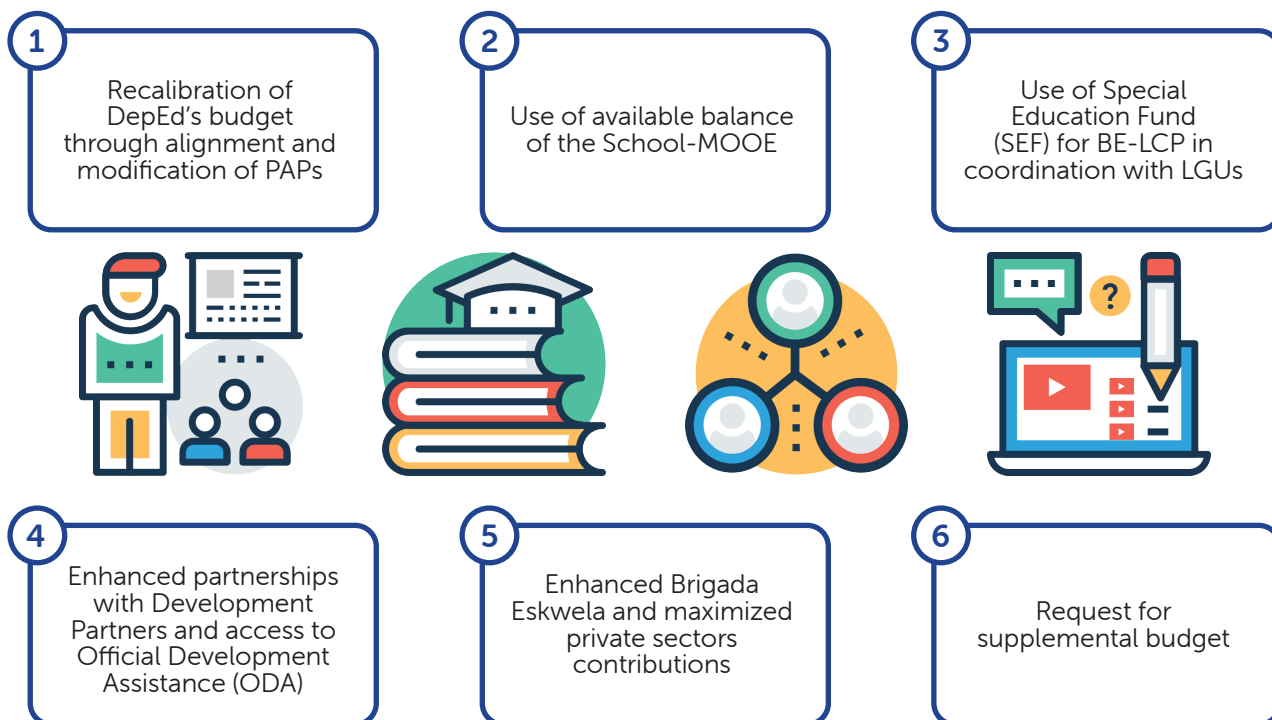 1
Recalibration of
DepEd's budget
through alignment and
modification of PAPs
2
Use of available balance
of the School-MOOE
3
Use of Special
Education Fund
(SEF) for BE-LCP in
coordination with LGUs
?
4
Enhanced partnerships
with Development
Partners and access to
Official Development
Assistance (ODA)
5
Enhanced Brigada
Eskwela and maximized
private sectors
contributions
6
Request for
supplemental budget